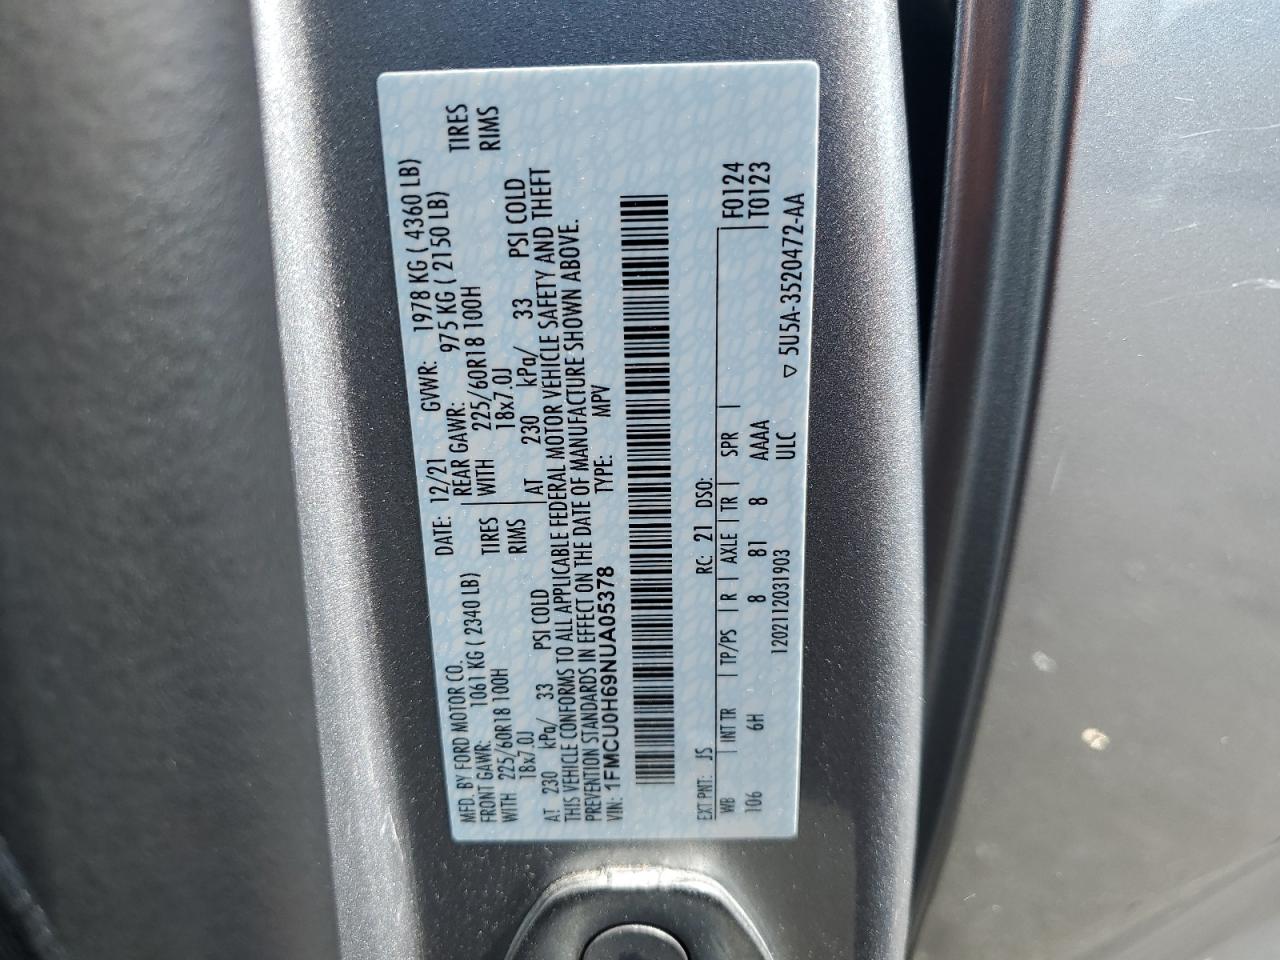 MFD. BY FORD MOTOR CO. DATE: 12/21 GVWR: 1978 KG ( 4360 LB)
FRONT GAWR: 1061 KG ( 2340 LB) REAR GAWR: 975 KG ( 2150 LB)
WITH 225/60R18 100H TIRES WITH 225/60R18 100H TIRES
18x7.0J RIMS 18x7.0J RIMS
AT 230 kPa/ 33 PSI COLD AT 230 kPa/ 33 PSI COLD
THIS VEHICLE CONFORMS TO ALL APPLICABLE FEDERAL MOTOR VEHICLE SAFETY AND THEFT
PREVENTION STANDARDS IN EFFECT ON THE DATE OF MANUFACTURE SHOWN ABOVE.
VIN: 1FMCU0H69NUA05378 TYPE: MPV
EXT PNT: JS RC: 21 DSO:
WB INT TR TP/PS R AXLE TR SPR F0124
106 6H 8 81 8 AAAA T0123
1202112031903 ULC ▽ 5U5A-3520472-AA